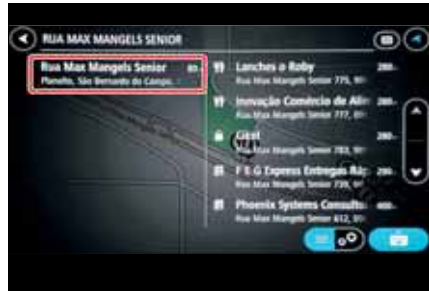 RUA MAX MANGELS SENIOR
Rua Max Mangels Senior
Planalto, São Bernardo do Campo,
Lanches o Roby
Rua Max Mangels Senior 775,
Inovação Comércio de Alim
Rua Max Mangels Senior 777,
Rua Max Mangels Senior 783,
F E G Express Entregas Ráp
Rua Max Mangels Senior 739,
Phoenix Systems Consulto
Rua Max Mangels Senior 612,